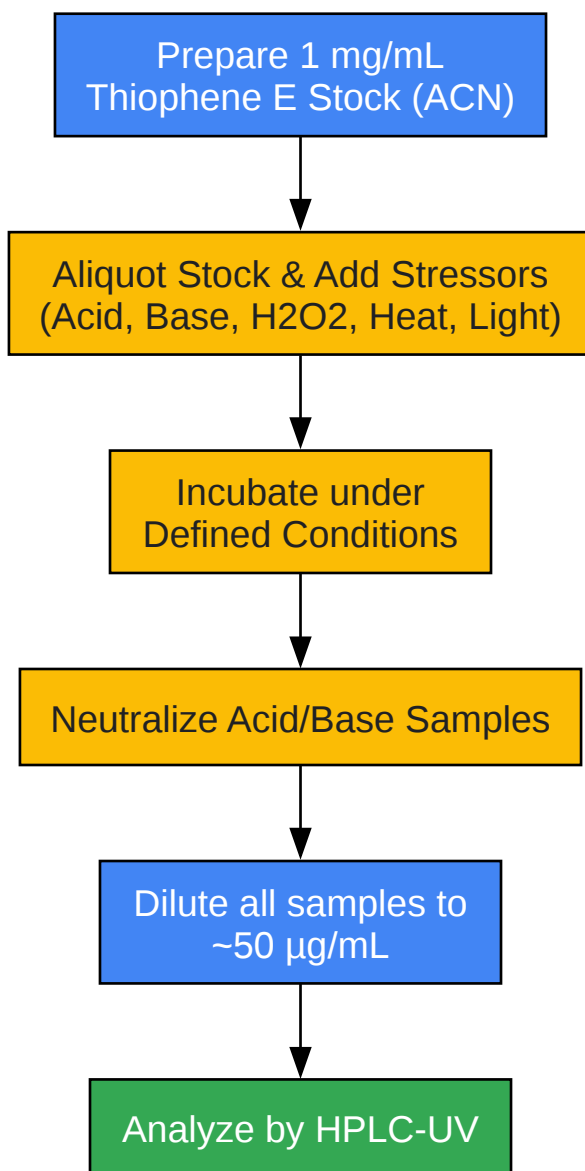 Prepare 1 mg/mL
Thiophene E Stock (ACN)
Aliquot Stock & Add Stressors
(Acid, Base, H2O2, Heat, Light)
Incubate under
Defined Conditions
Neutralize Acid/Base Samples
Dilute all samples to
~50 µg/mL
Analyze by HPLC-UV